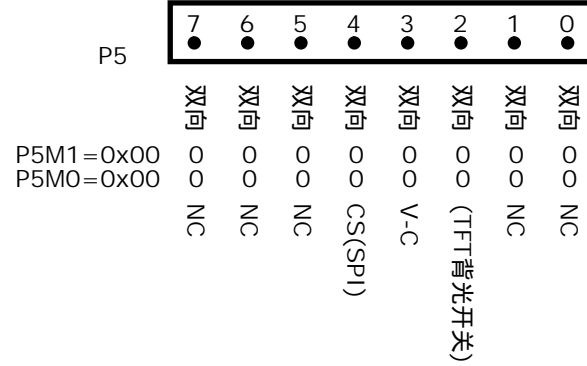 7 6 5 4 3 2 1 0
P5
双向 双向 双向 双向 双向 双向 双向 双向
P5M1=0x00 0 0 0 0 0 0 0 0
P5M0=0x00 0 0 0 0 0 0 0 0
NC NC NC CS(SPI) V-C (TFT背光开关) NC NC